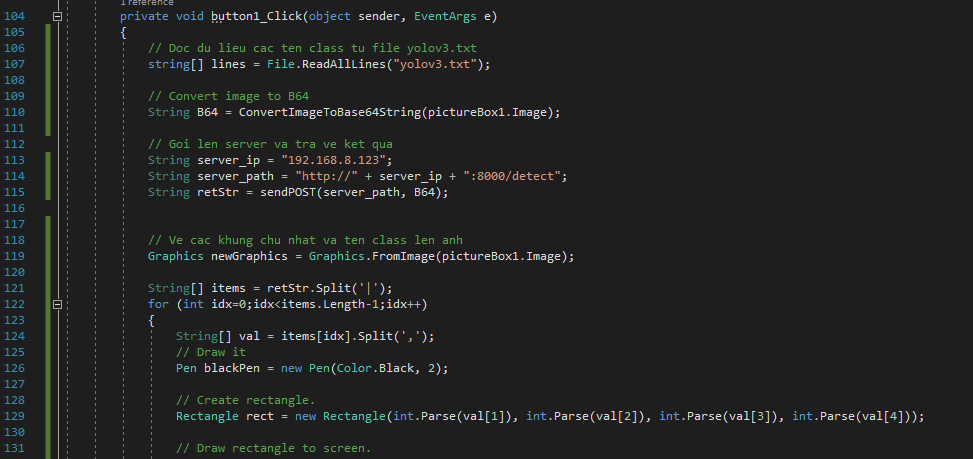 1 reference
104 private void button1_Click(object sender, EventArgs e)
105 {
106 // Doc du lieu cac ten class tu file yolov3.txt
107 string[] lines = File.ReadAllLines("yolov3.txt");
108
109 // Convert image to B64
110 String B64 = ConvertImageToBase64String(pictureBox1.Image);
111
112 // Goi len server va tra ve ket qua
113 String server_ip = "192.168.8.123";
114 String server_path = "http://" + server_ip + ":8000/detect";
115 String retStr = sendPOST(server_path, B64);
116
117
118 // Ve cac khung chu nhat va ten class len anh
119 Graphics newGraphics = Graphics.FromImage(pictureBox1.Image);
120
121 String[] items = retStr.Split('|');
122 for (int idx=0;idx<items.Length-1;idx++)
123 {
124 String[] val = items[idx].Split(',');
125 // Draw it
126 Pen blackPen = new Pen(Color.Black, 2);
127
128 // Create rectangle.
129 Rectangle rect = new Rectangle(int.Parse(val[1]), int.Parse(val[2]), int.Parse(val[3]), int.Parse(val[4]));
130
131 // Draw rectangle to screen.